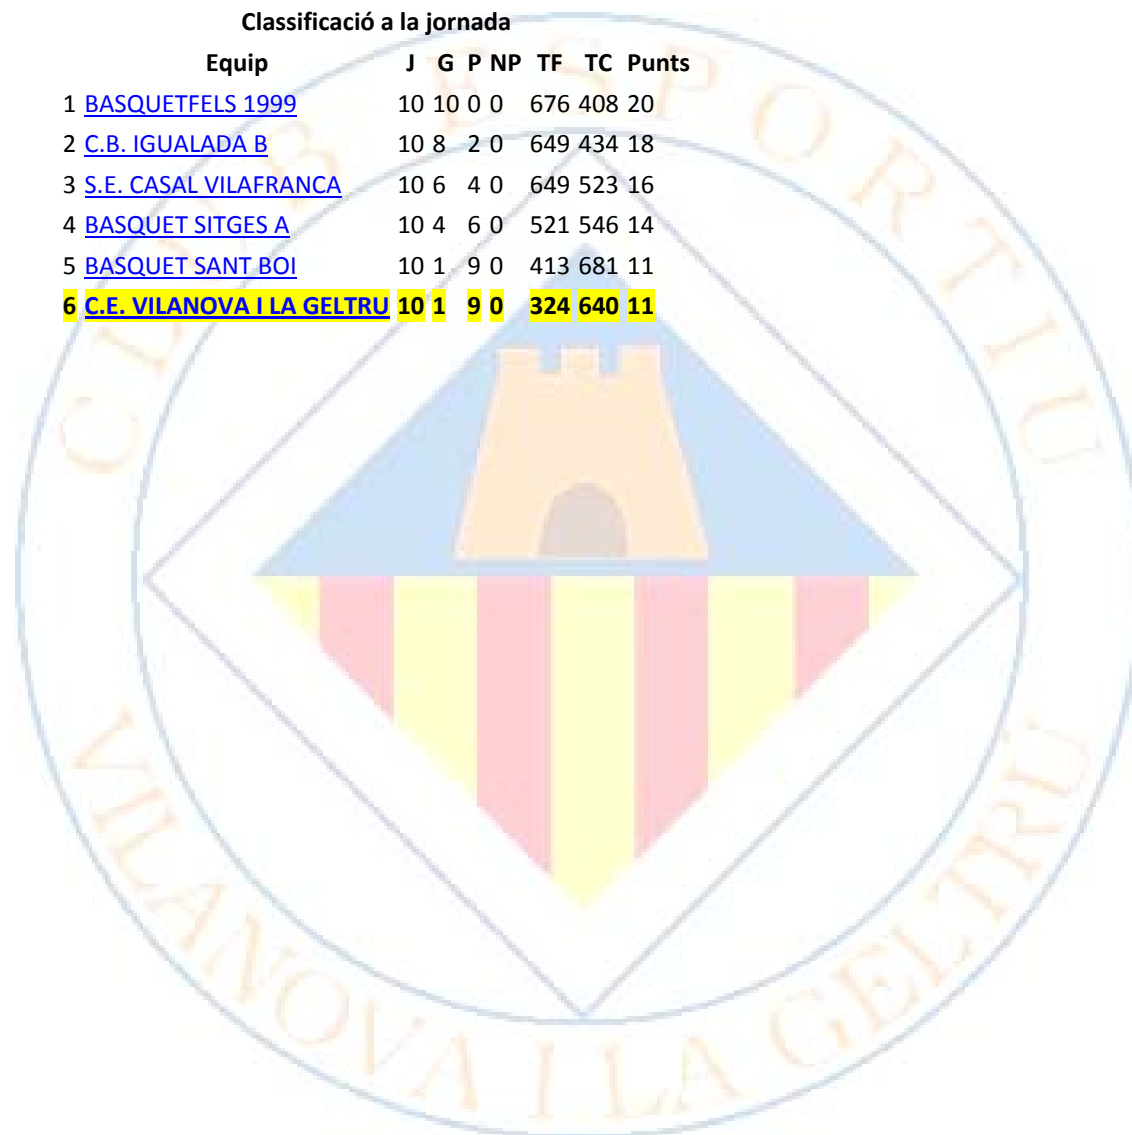 Classificació a la jornada
Equip J G P NP TF TC Punts
1 BASQUETFELS 1999 10 10 0 0 676 408 20
2 C.B. IGUALADA B 10 8 2 0 649 434 18
3 S.E. CASAL VILAFRANCA 10 6 4 0 649 523 16
4 BASQUET SITGES A 10 4 6 0 521 546 14
5 BASQUET SANT BOI 10 1 9 0 413 681 11
6 C.E. VILANOVA I LA GELTRU 10 1 9 0 324 640 11
CLUB ESPORTIU
VILANOVA I LA GELTRÚ